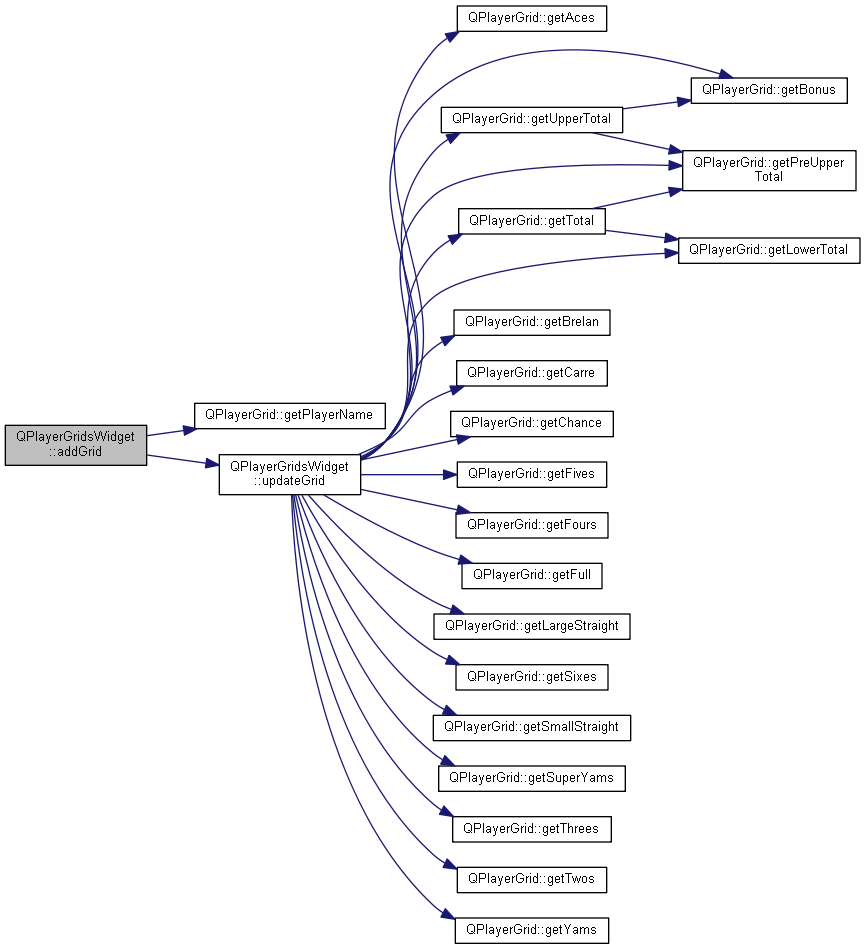 QPlayerGrid::getAces
QPlayerGrid::getBonus
QPlayerGrid::getUpperTotal
QPlayerGrid::getPreUpper
Total
QPlayerGrid::getTotal
QPlayerGrid::getLowerTotal
QPlayerGrid::getBrelan
QPlayerGrid::getCarre
QPlayerGrid::getPlayerName
QPlayerGrid::getChance
QPlayerGridsWidget
::addGrid
QPlayerGridsWidget
::updateGrid
QPlayerGrid::getFives
QPlayerGrid::getFours
QPlayerGrid::getFull
QPlayerGrid::getLargeStraight
QPlayerGrid::getSixes
QPlayerGrid::getSmallStraight
QPlayerGrid::getSuperYams
QPlayerGrid::getThrees
QPlayerGrid::getTwos
QPlayerGrid::getYams